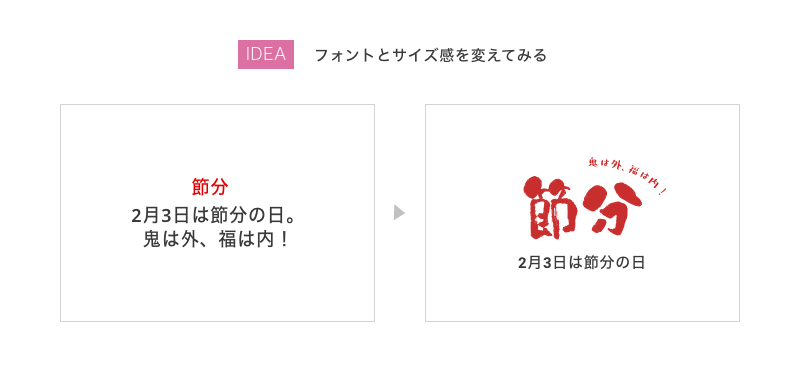 IDEA フォントとサイズ感を変えてみる
節分
2月3日は節分の日。
鬼は外、福は内！
鬼は外、福は内！
節分
2月3日は節分の日